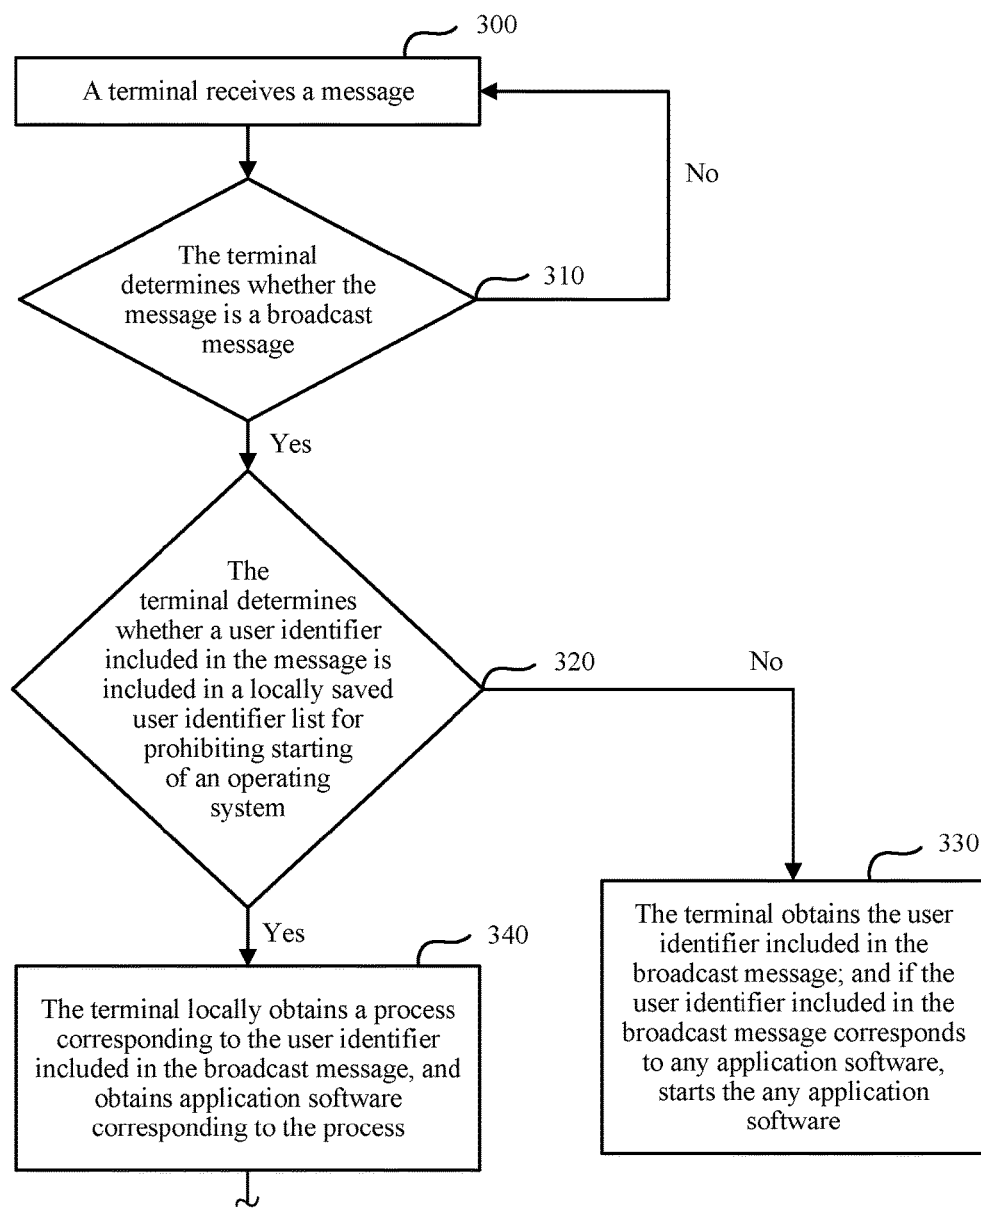 300
A terminal receives a message
No
The terminal
determines whether the
message is a broadcast
message
310
Yes
The
terminal determines
whether a user identifier
included in the message is
included in a locally saved
user identifier list for
prohibiting starting
of an operating
system
320
No
330
The terminal obtains the user
identifier included in the
broadcast message; and if the
user identifier included in the
broadcast message corresponds
to any application software,
starts the any application
software
Yes
340
The terminal locally obtains a process
corresponding to the user identifier
included in the broadcast message, and
obtains application software
corresponding to the process